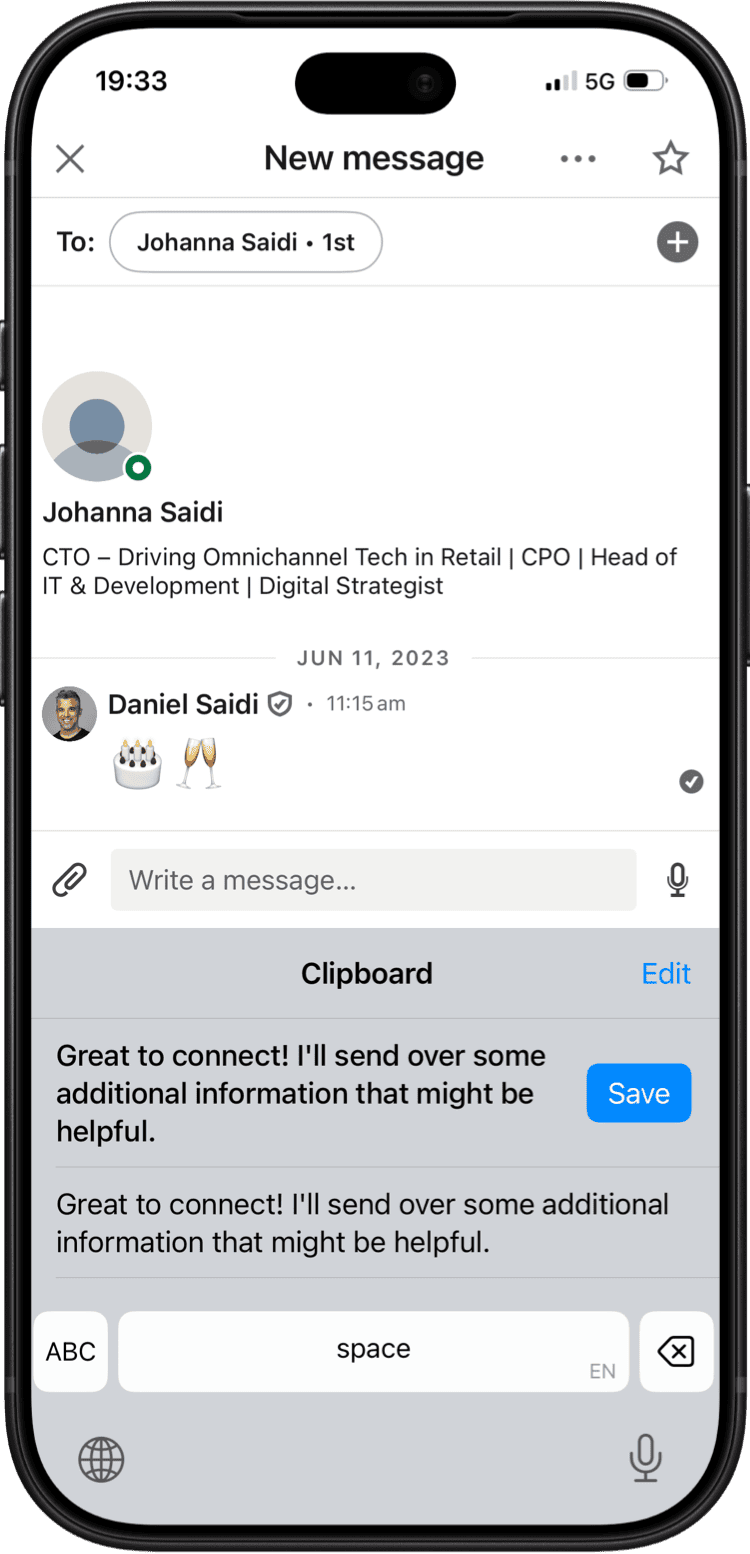 19:33
5G
New message
To: Johanna Saidi • 1st
Johanna Saidi
CTO – Driving Omnichannel Tech in Retail | CPO | Head of
IT & Development | Digital Strategist
JUN 11, 2023
Daniel Saidi • 11:15 am
🎂🥂
Write a message...
Clipboard Edit
Great to connect! I'll send over some
additional information that might be
helpful.
Save
Great to connect! I'll send over some additional
information that might be helpful.
ABC space EN